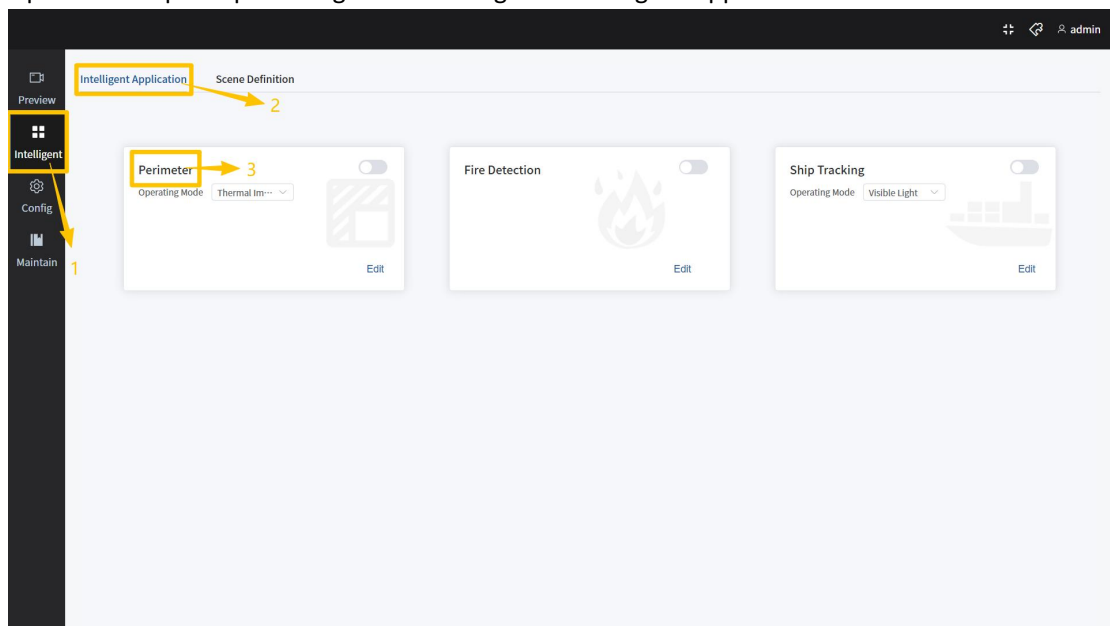 admin
Preview
Intelligent
Config
Maintain
1
Intelligent Application
Scene Definition
2
Perimeter
3
Operating Mode
Thermal Im···
Edit
Fire Detection
Edit
Ship Tracking
Operating Mode
Visible Light
Edit